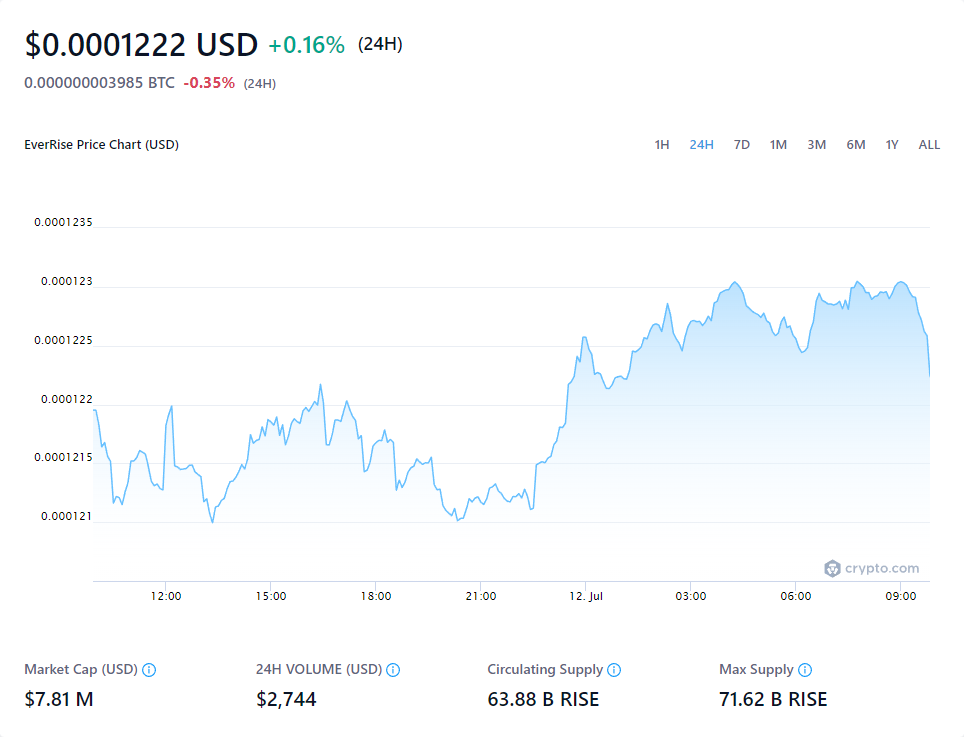 $0.0001222 USD +0.16% (24H)
0.000000003985 BTC -0.35% (24H)
EverRise Price Chart (USD)
1H 24H 7D 1M 3M 6M 1Y ALL
0.0001235
0.000123
0.0001225
0.000122
0.0001215
0.000121
crypto.com
12:00 15:00 18:00 21:00 12. Jul 03:00 06:00 09:00
Market Cap (USD) 24H VOLUME (USD) Circulating Supply Max Supply
$7.81 M $2,744 63.88 B RISE 71.62 B RISE